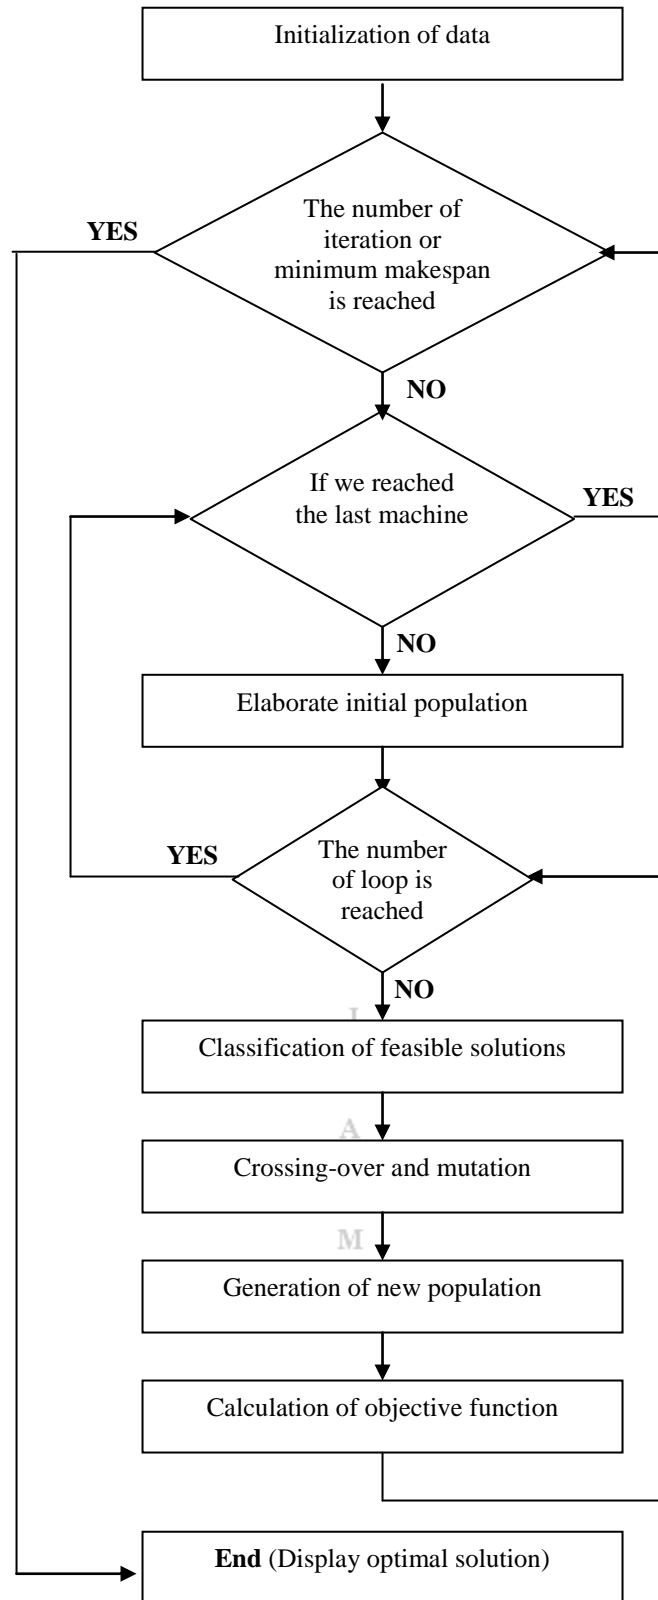 Initialization of data
YES
The number of
iteration or
minimum makespan
is reached
NO
If we reached
the last machine
YES
NO
Elaborate initial population
YES
The number
of loop is
reached
NO
I
Classification of feasible solutions
A
Crossing-over and mutation
M
Generation of new population
Calculation of objective function
End (Display optimal solution)